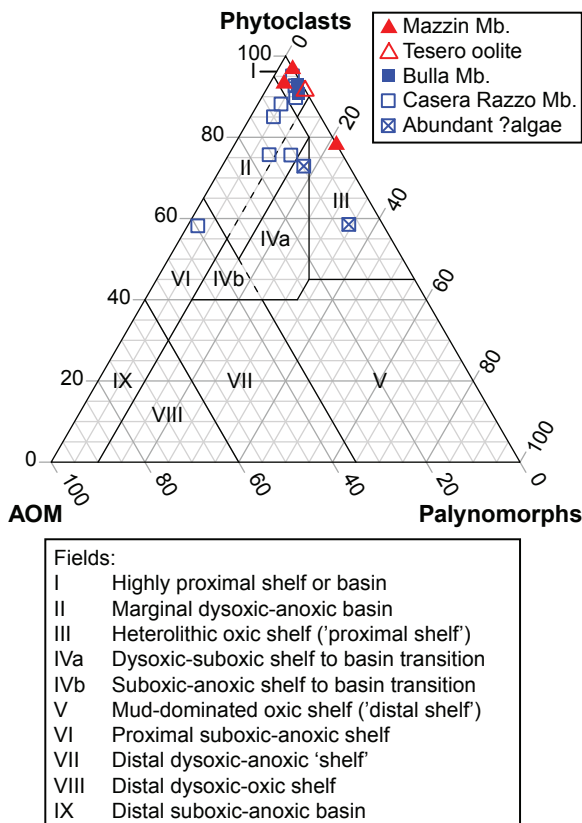 Phytoclasts
Mazzin Mb.
Tesero oolite
Bulla Mb.
Casera Razzo Mb.
Abundant ?algae
100
0
I
80
20
II
III
60
40
IVa
VI
IVb
40
60
20
IX
VII
V
80
VIII
0
100
100
80
60
40
20
0
AOM
Palynomorphs
Fields:
I Highly proximal shelf or basin
II Marginal dysoxic-anoxic basin
III Heterolithic oxic shelf ('proximal shelf')
IVa Dysoxic-suboxic shelf to basin transition
IVb Suboxic-anoxic shelf to basin transition
V Mud-dominated oxic shelf ('distal shelf')
VI Proximal suboxic-anoxic shelf
VII Distal dysoxic-anoxic ‘shelf’
VIII Distal dysoxic-oxic shelf
IX Distal suboxic-anoxic basin